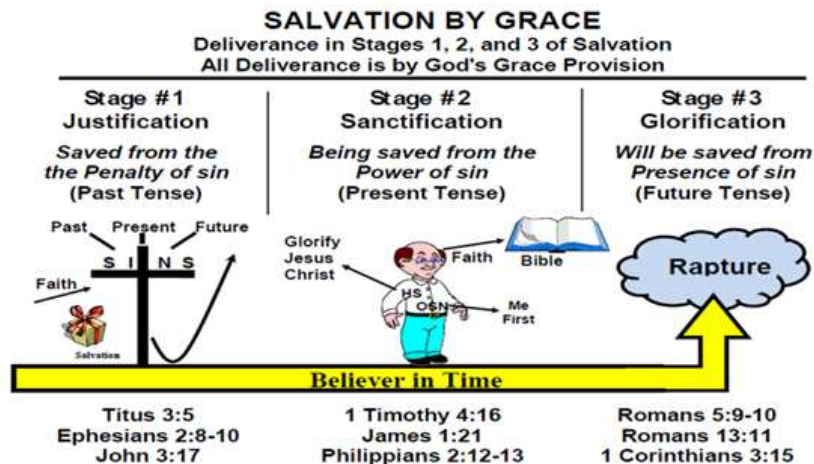 SALVATION BY GRACE
Deliverance in Stages 1, 2, and 3 of Salvation
All Deliverance is by God's Grace Provision
Stage #1
Justification
Saved from the
the Penalty of sin
(Past Tense)
Past Present Future
S I N S
Faith
Salvation
Stage #2
Sanctification
Being saved from the
Power of sin
(Present Tense)
Glorify
Jesus
Christ
Faith
Bible
HS
OSN
Me
First
Stage #3
Glorification
Will be saved from
Presence of sin
(Future Tense)
Rapture
Believer in Time
Titus 3:5
Ephesians 2:8-10
John 3:17
1 Timothy 4:16
James 1:21
Philippians 2:12-13
Romans 5:9-10
Romans 13:11
1 Corinthians 3:15